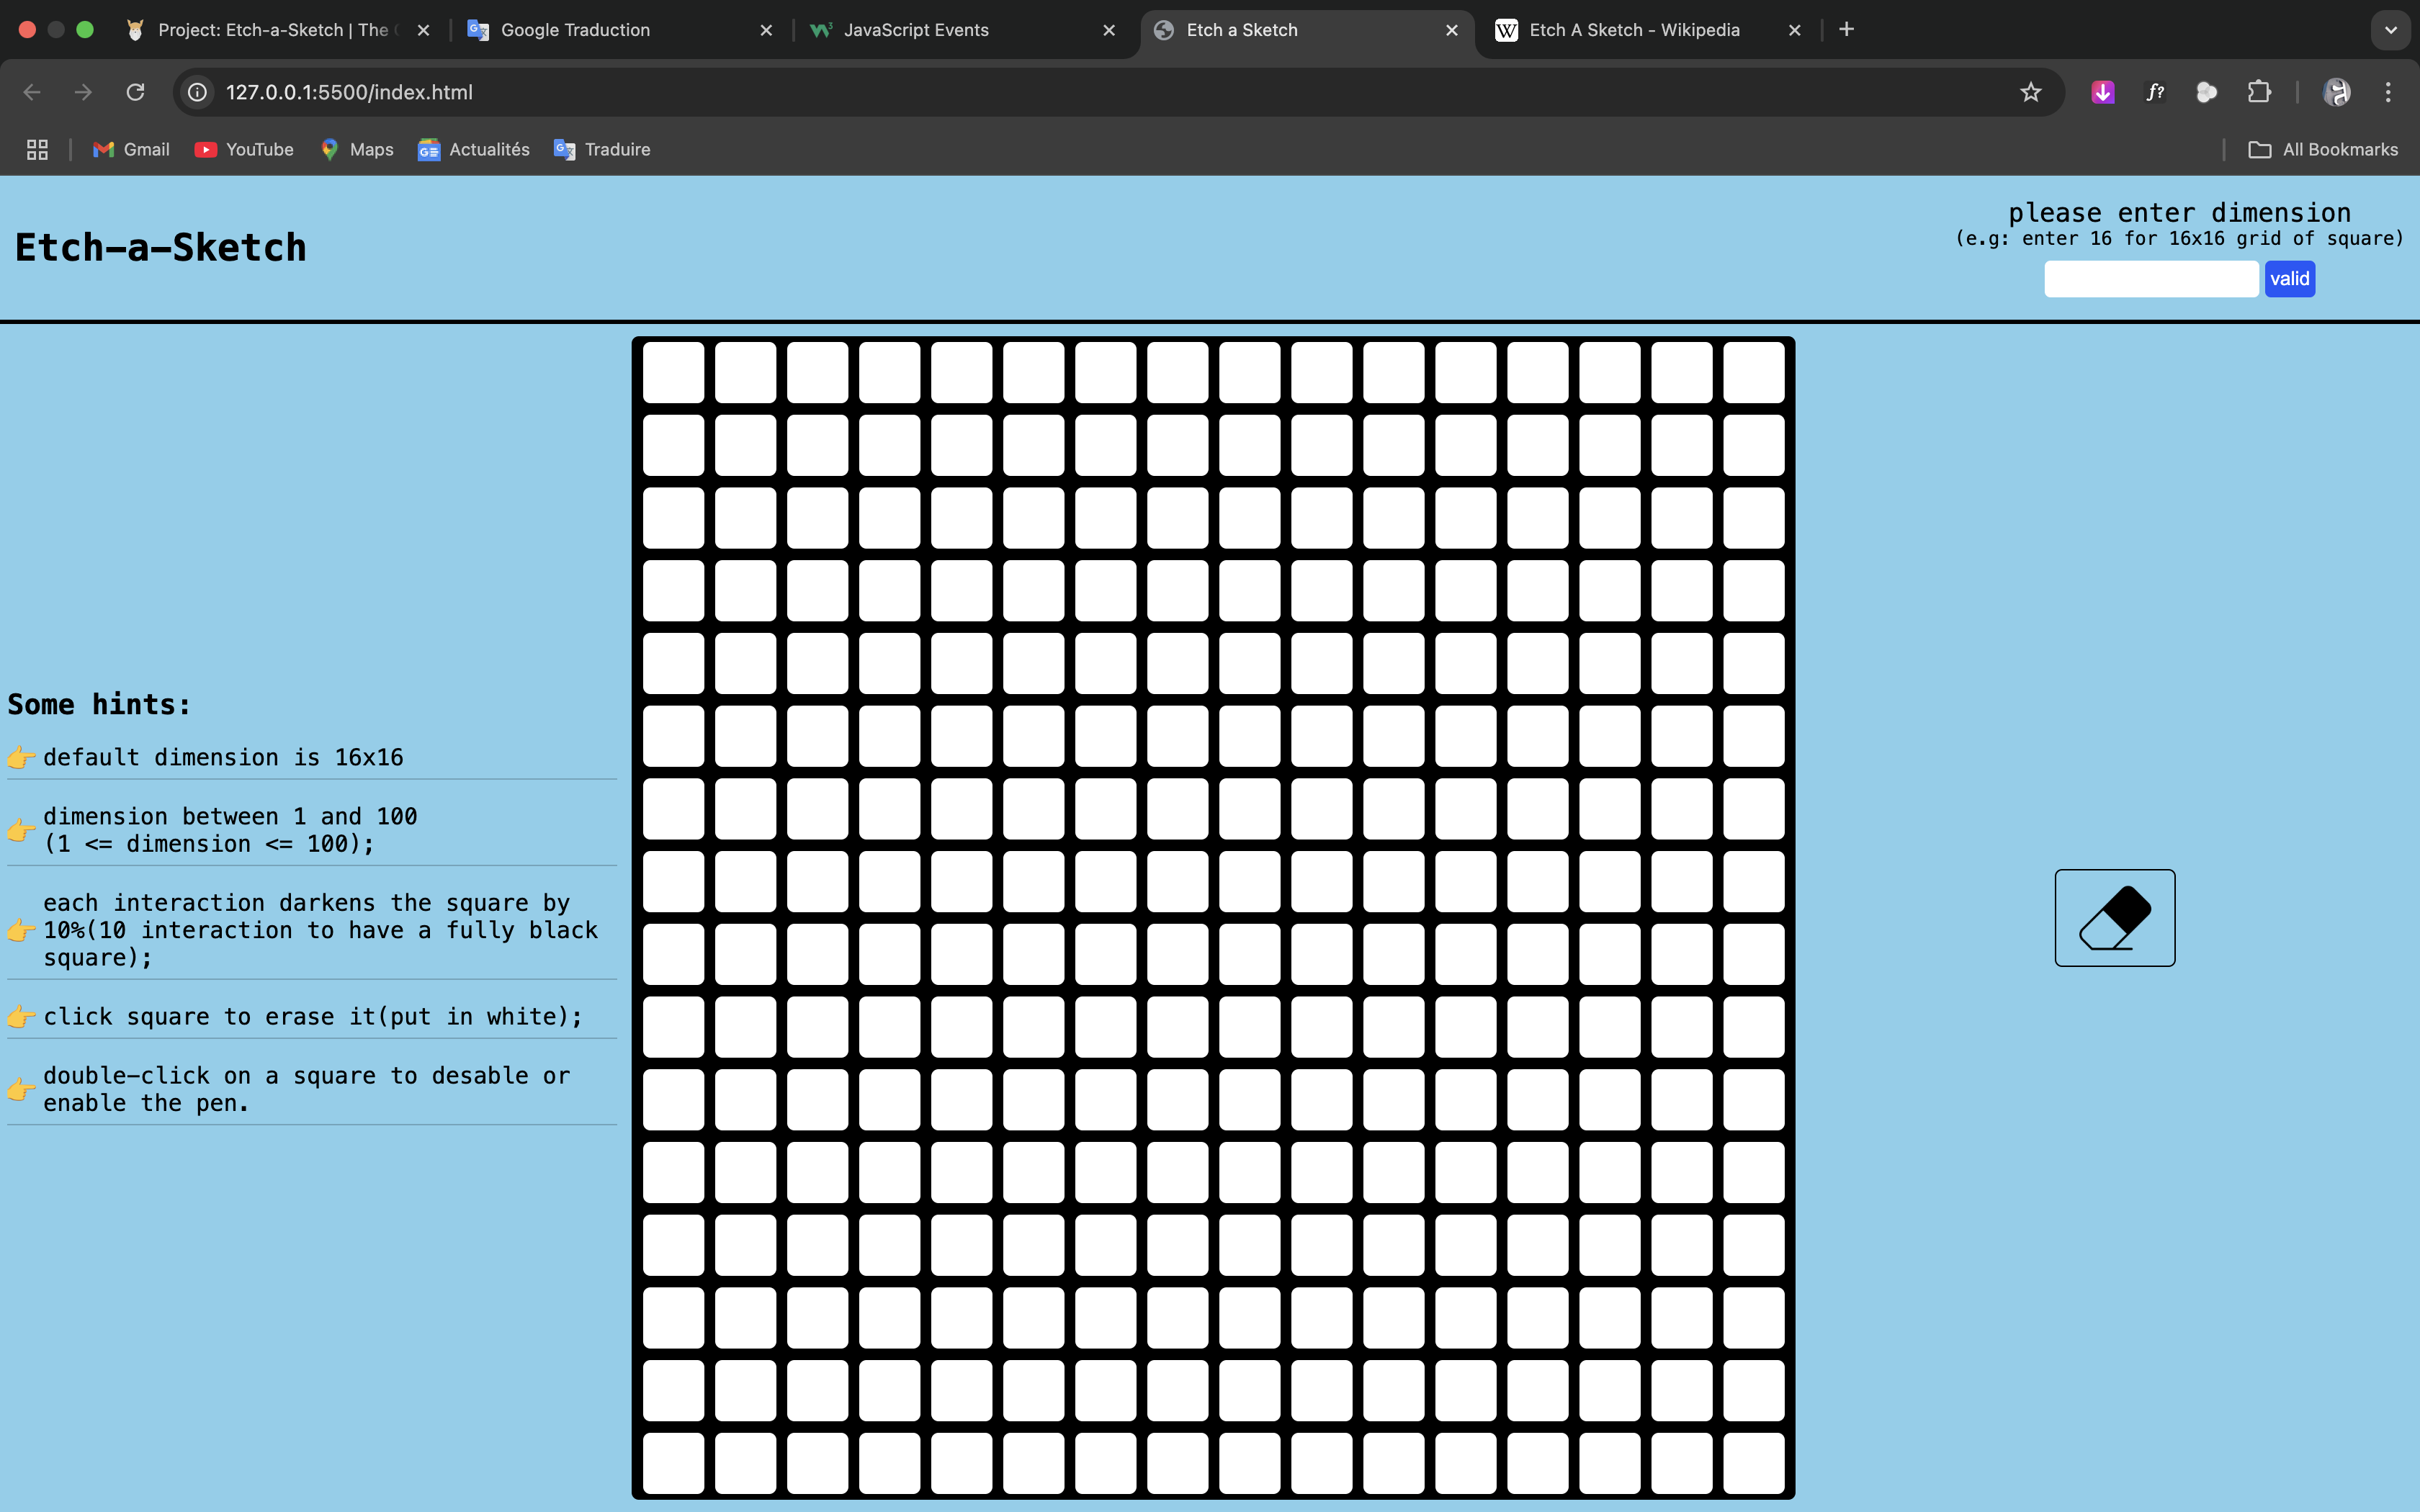 Project: Etch-a-Sketch | The
Google Traduction
JavaScript Events
Etch a Sketch
Etch A Sketch - Wikipedia
127.0.0.1:5500/index.html
f?
Gmail
YouTube
Maps
Actualités
Traduire
All Bookmarks
Etch-a-Sketch
please enter dimension
(e.g: enter 16 for 16x16 grid of square)
valid
Some hints:
👉 default dimension is 16x16
👉 dimension between 1 and 100
(1 <= dimension <= 100);
👉 each interaction darkens the square by
10%(10 interaction to have a fully black
square);
👉 click square to erase it(put in white);
👉 double-click on a square to desable or
enable the pen.